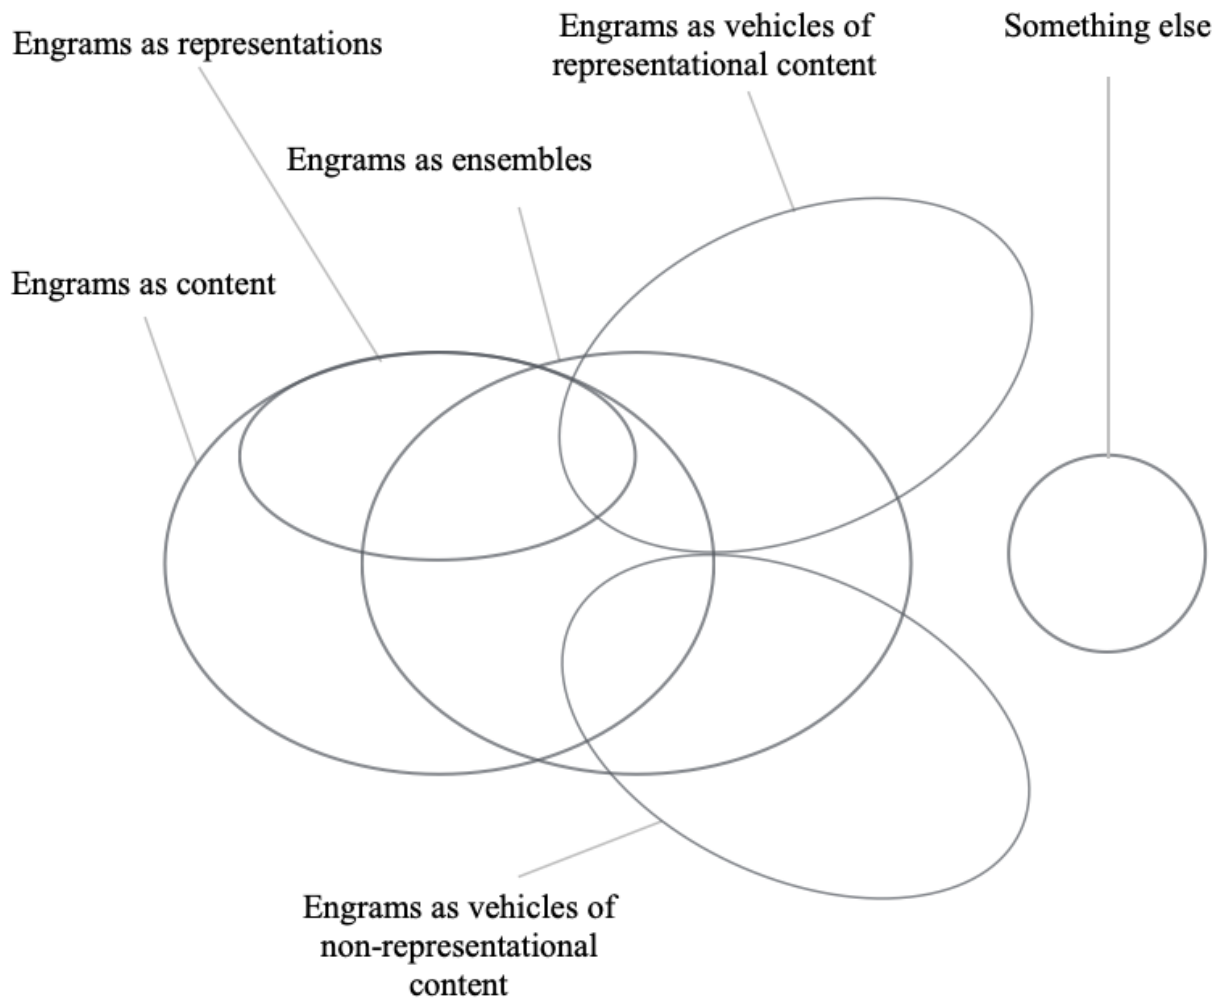 Engrams as representations
Engrams as vehicles of
representational content
Something else
Engrams as ensembles
Engrams as content
Engrams as vehicles of
non-representational
content